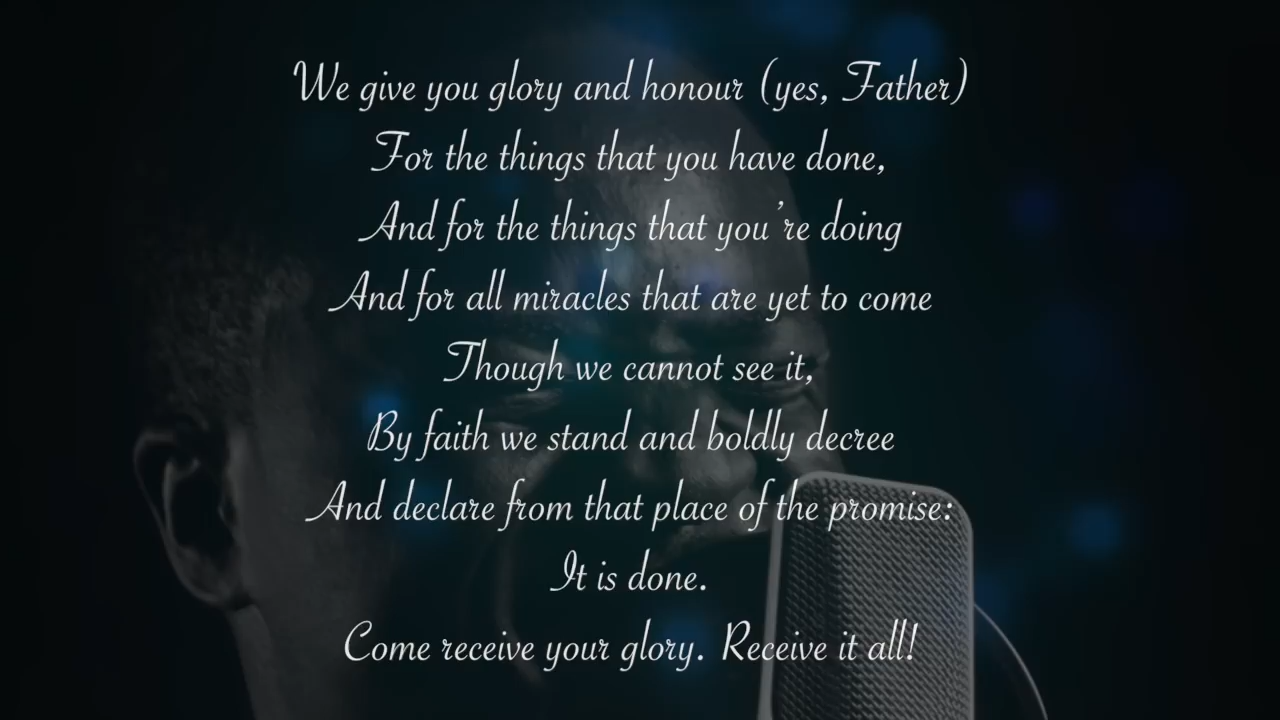 We give you glory and honour (yes, Father)
For the things that you have done,
And for the things that you're doing
And for all miracles that are yet to come
Though we cannot see it,
By faith we stand and boldly decree
And declare from that place of the promise:
It is done.
Come receive your glory. Receive it all!